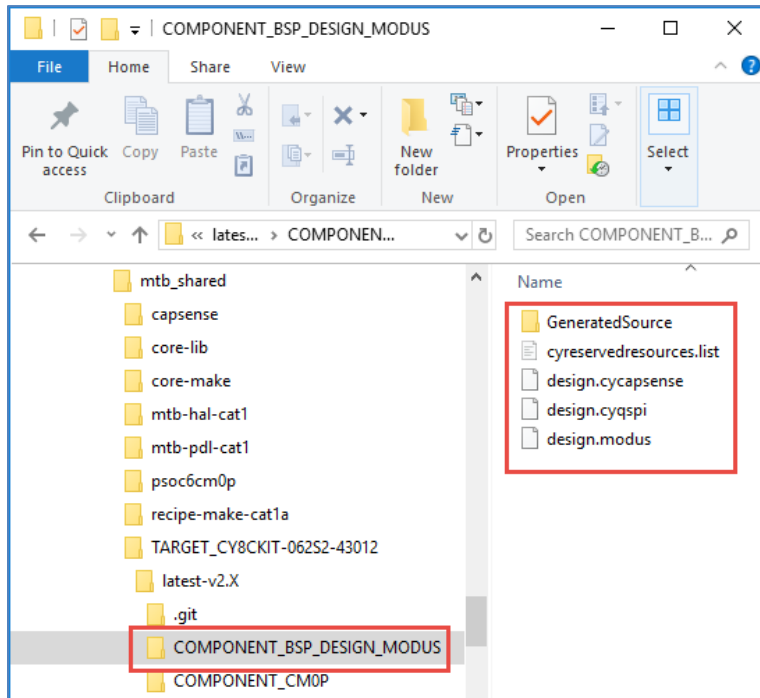 COMPONENT_BSP_DESIGN_MODUS
File Home Share View
Pin to Quick access
Copy
Paste
New folder
Properties
Select
Clipboard Organize New Open
« lates... › COMPONEN...
Search COMPONENT_B...
mtb_shared
capsense
core-lib
core-make
mtb-hal-cat1
mtb-pdl-cat1
psoc6cm0p
recipe-make-cat1a
TARGET_CY8CKIT-062S2-43012
latest-v2.X
.git
COMPONENT_BSP_DESIGN_MODUS
COMPONENT_CM0P
Name
GeneratedSource
cyreservedresources.list
design.cycapsense
design.cyqspi
design.modus